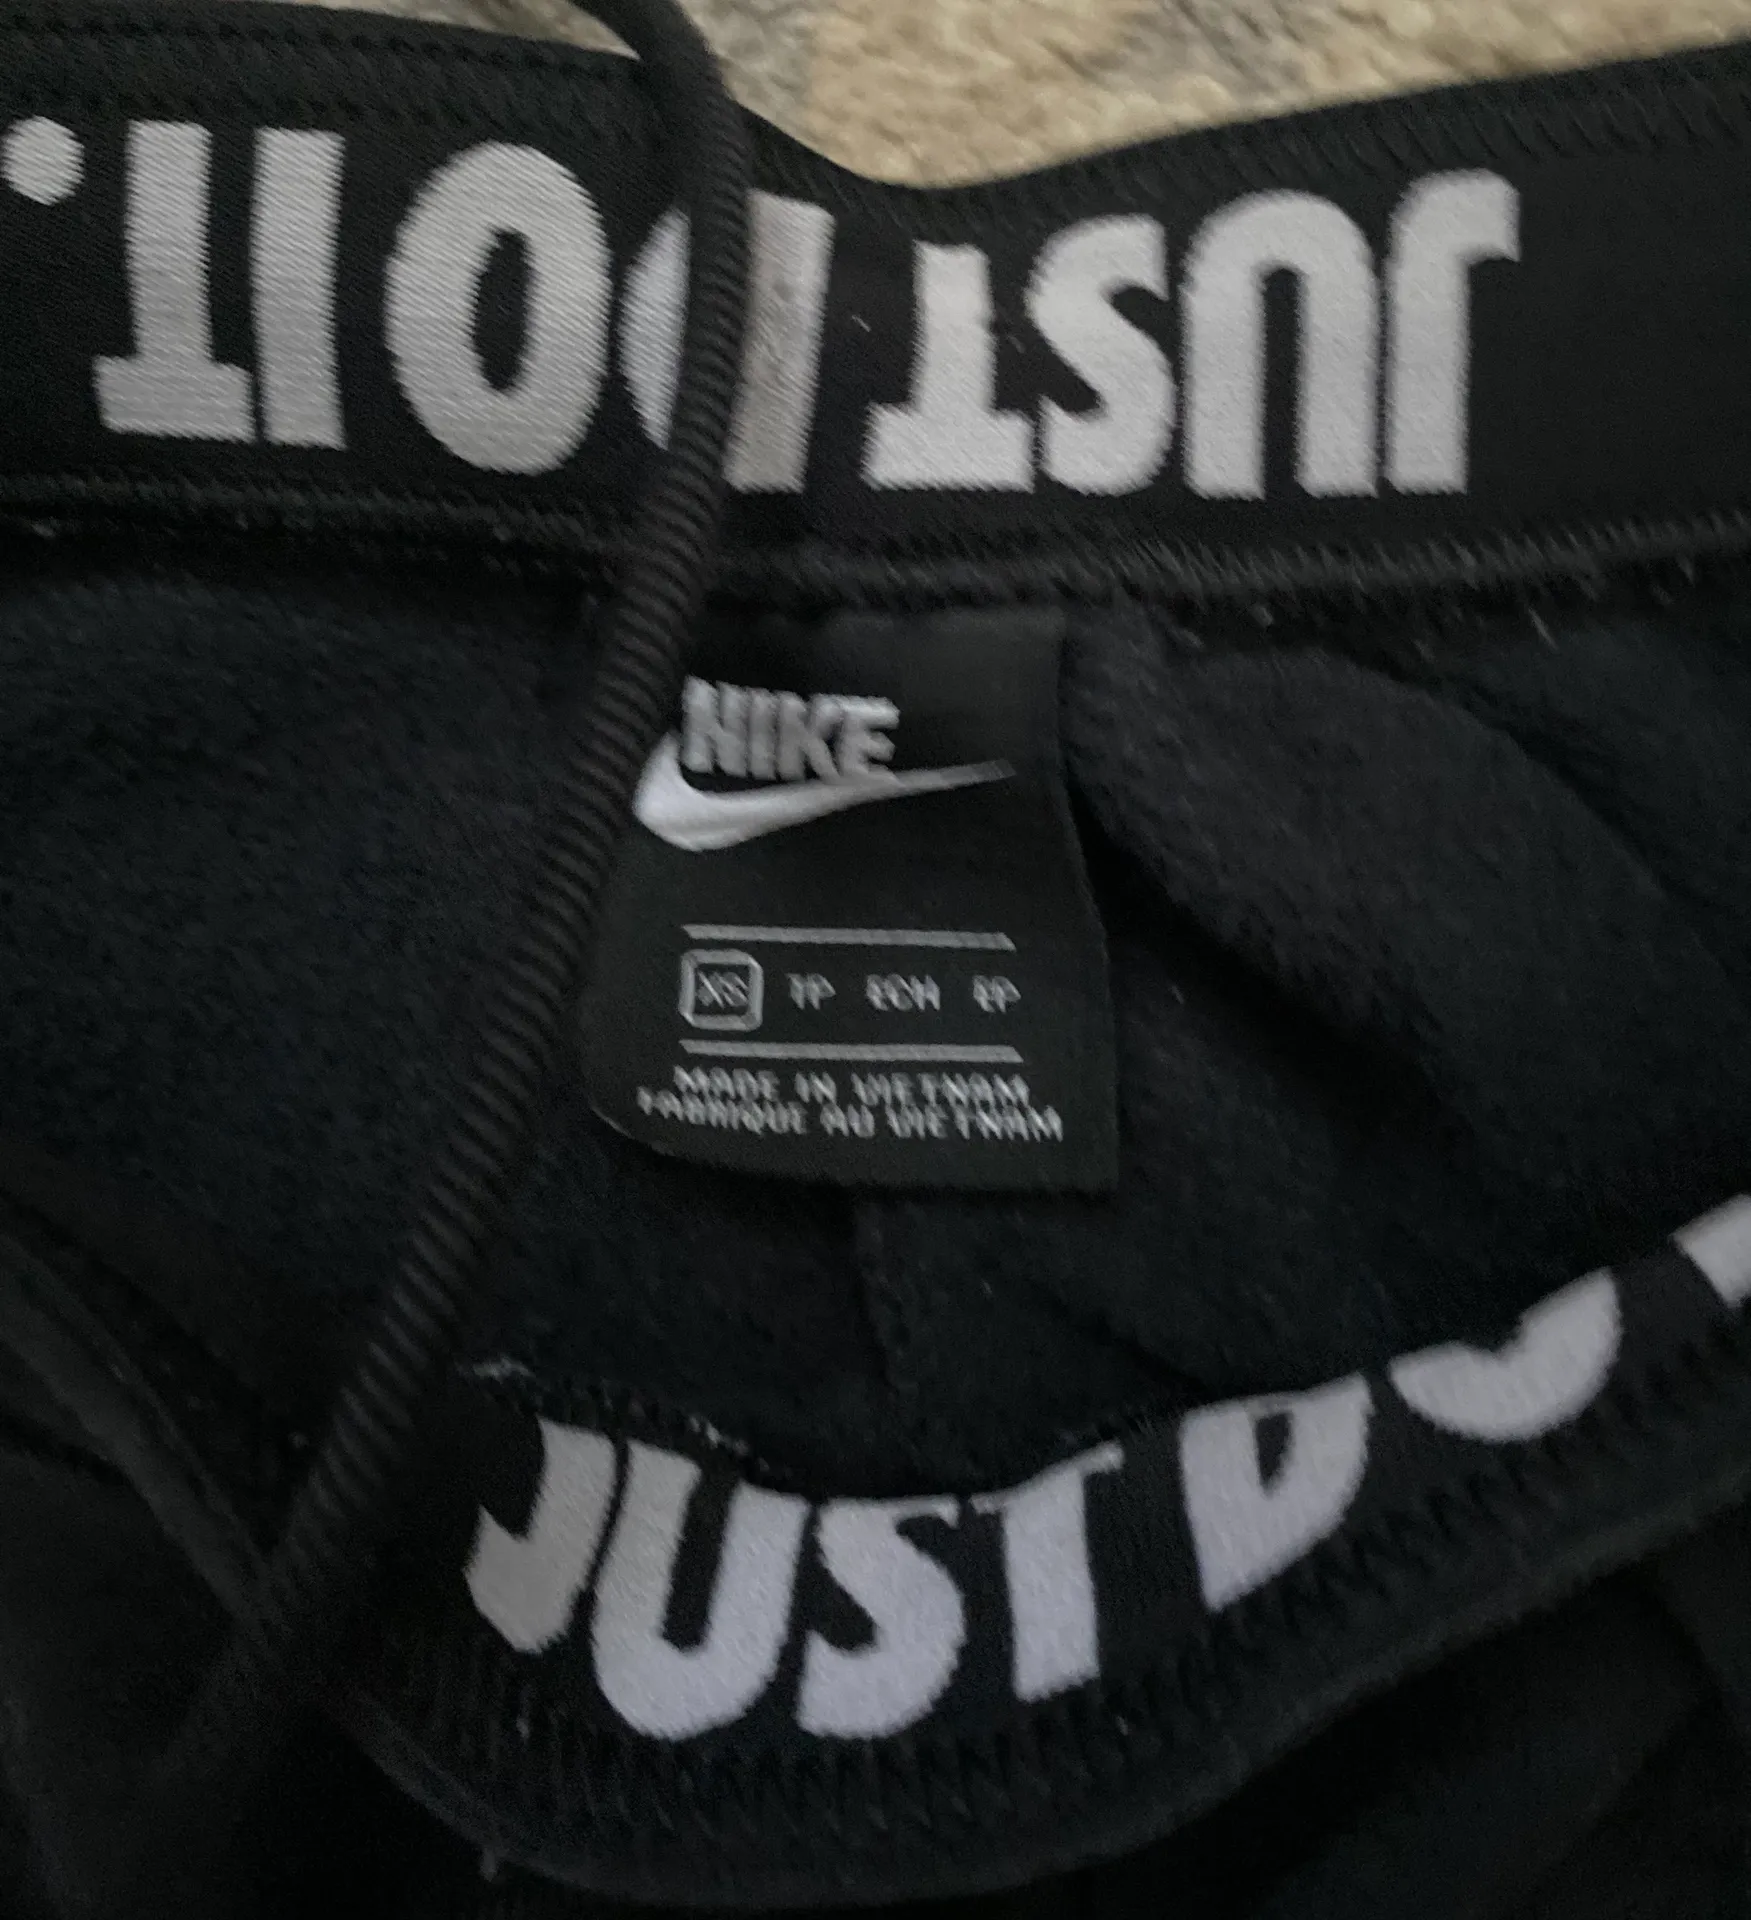 JUST DO IT.
NIKE
XS TP ECH EP
MADE IN VIETNAM
FABRIQUE AU VIETNAM
JUST DO